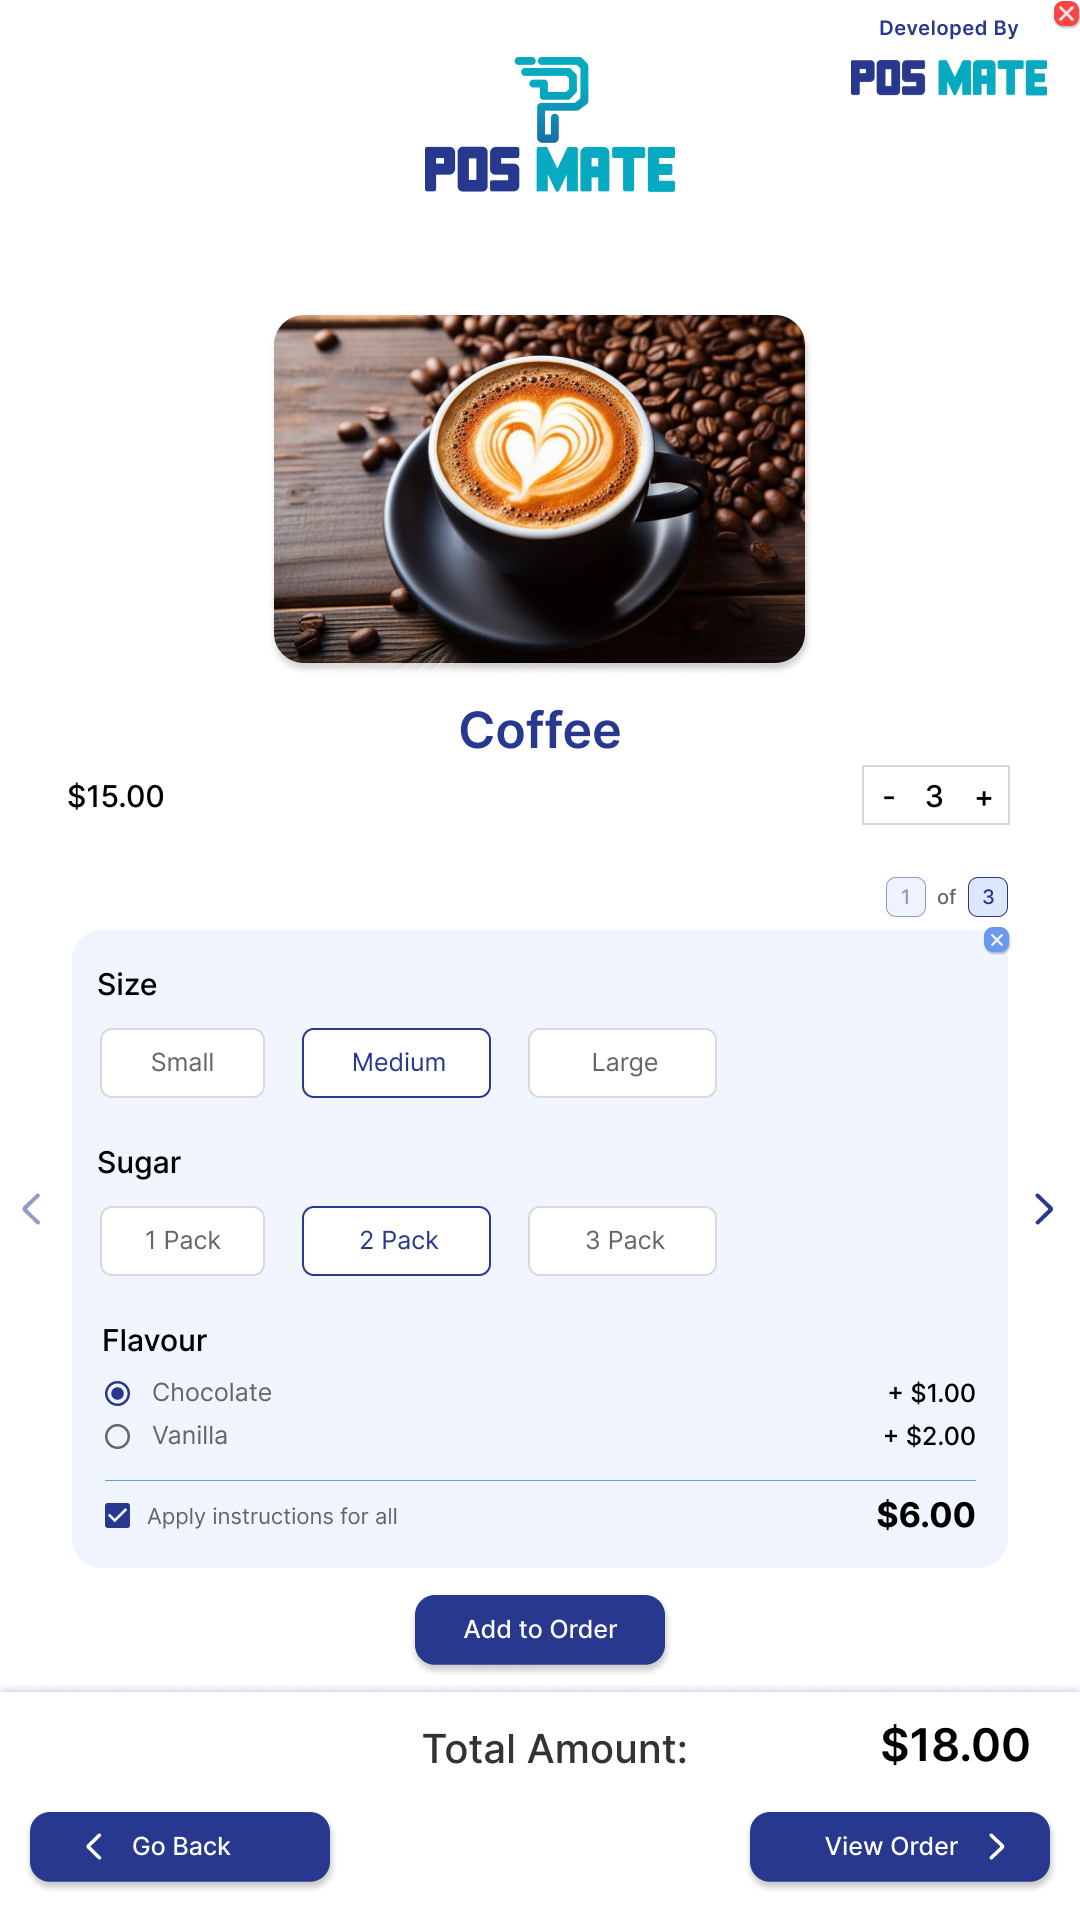 Developed By
POS MATE
POS MATE
Coffee
$15.00
- 3 +
1 of 3
Size
Small Medium Large
Sugar
1 Pack 2 Pack 3 Pack
Flavour
Chocolate + $1.00
Vanilla + $2.00
Apply instructions for all $6.00
Add to Order
Total Amount: $18.00
Go Back View Order